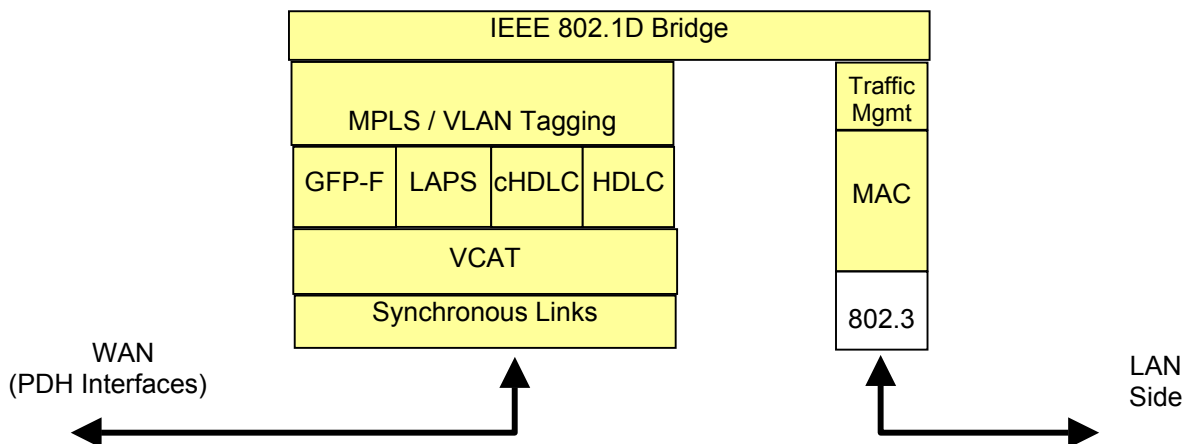 IEEE 802.1D Bridge
MPLS / VLAN Tagging
Traffic
Mgmt
GFP-F
LAPS
cHDLC
HDLC
MAC
VCAT
Synchronous Links
802.3
WAN
(PDH Interfaces)
LAN
Side